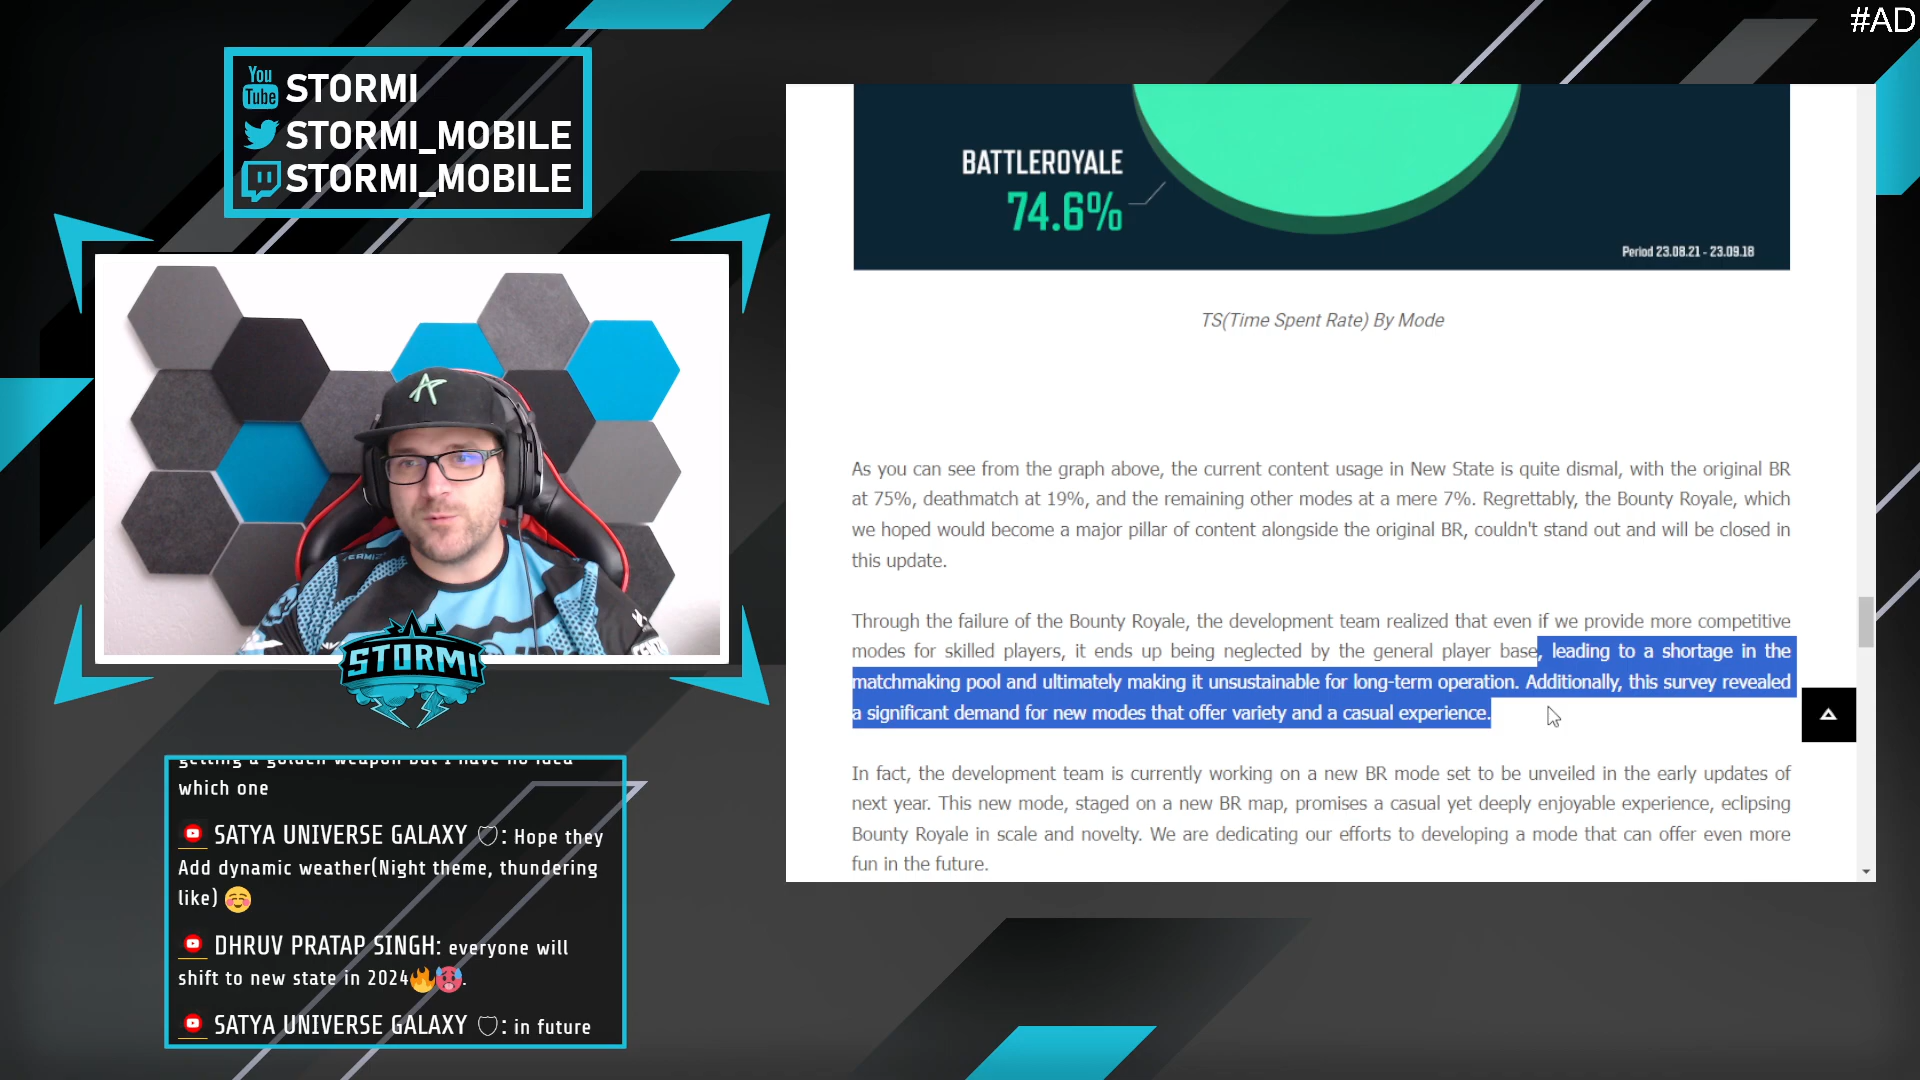 #AD
You
Tube
STORMI
STORMI_MOBILE
STORMI_MOBILE
STORMI
getting a golden weapon but I have no idea
which one
SATYA UNIVERSE GALAXY : Hope they
Add dynamic weather(Night theme, thundering
like) ☺️
DHRUV PRATAP SINGH: everyone will
shift to new state in 2024🔥🥵.
SATYA UNIVERSE GALAXY : in future
BATTLEROYALE
74.6%
Period 23.08.21 - 23.09.18
TS(Time Spent Rate) By Mode
As you can see from the graph above, the current content usage in New State is quite dismal, with the original BR
at 75%, deathmatch at 19%, and the remaining other modes at a mere 7%. Regrettably, the Bounty Royale, which
we hoped would become a major pillar of content alongside the original BR, couldn't stand out and will be closed in
this update.
Through the failure of the Bounty Royale, the development team realized that even if we provide more competitive
modes for skilled players, it ends up being neglected by the general player base, leading to a shortage in the
matchmaking pool and ultimately making it unsustainable for long-term operation. Additionally, this survey revealed
a significant demand for new modes that offer variety and a casual experience.
In fact, the development team is currently working on a new BR mode set to be unveiled in the early updates of
next year. This new mode, staged on a new BR map, promises a casual yet deeply enjoyable experience, eclipsing
Bounty Royale in scale and novelty. We are dedicating our efforts to developing a mode that can offer even more
fun in the future.